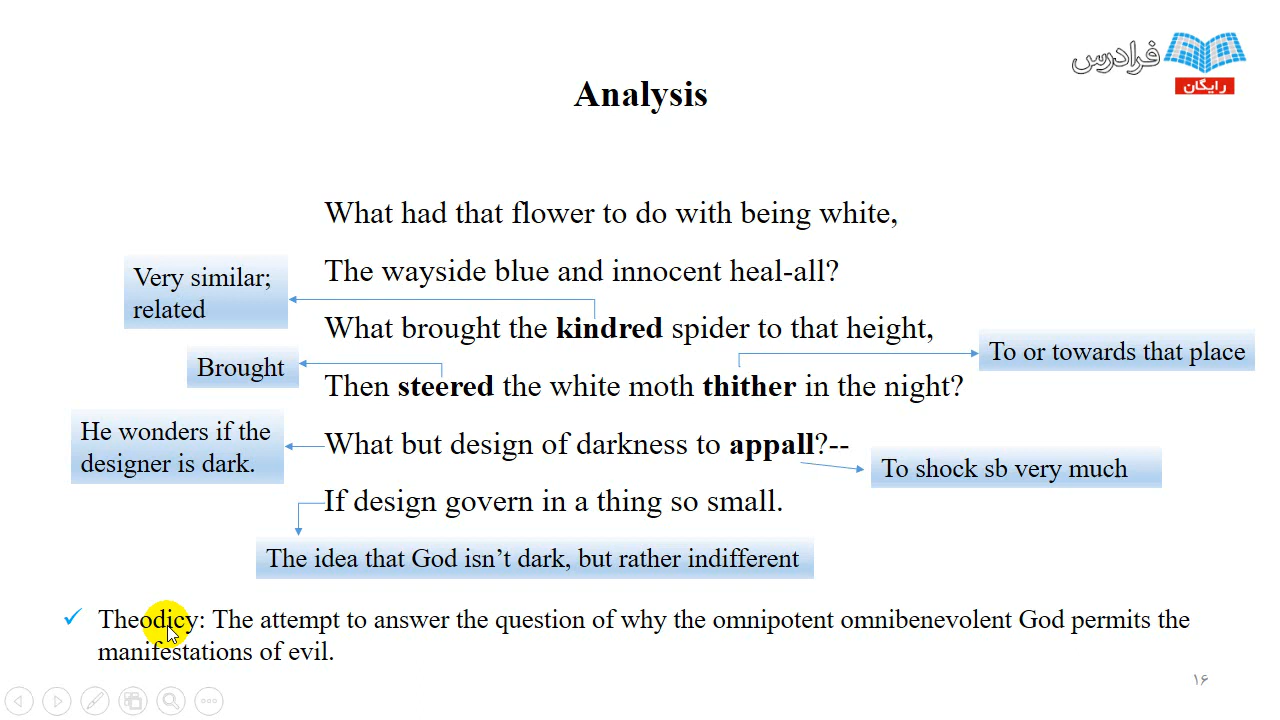 فرادرس
رایگان
Analysis
What had that flower to do with being white,
The wayside blue and innocent heal-all?
Very similar;
related
What brought the kindred spider to that height,
To or towards that place
Brought
Then steered the white moth thither in the night?
He wonders if the
designer is dark.
What but design of darkness to appall?--
To shock sb very much
If design govern in a thing so small.
The idea that God isn’t dark, but rather indifferent
✓ Theodicy: The attempt to answer the question of why the omnipotent omnibenevolent God permits the
manifestations of evil.
۱۶